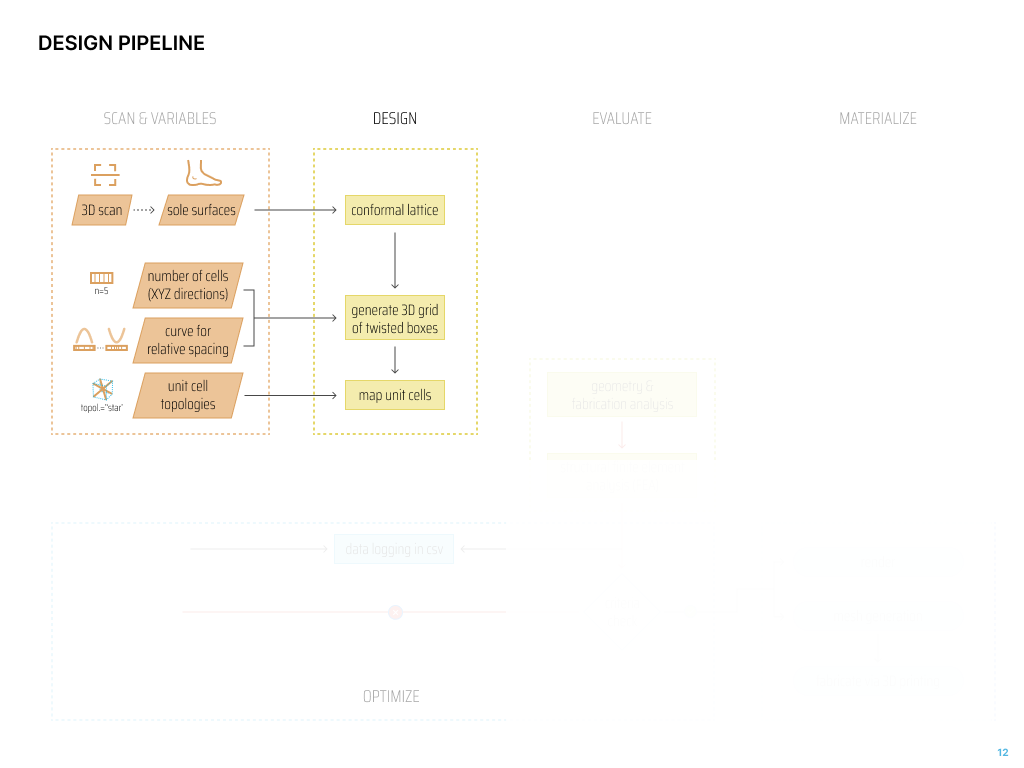 DESIGN PIPELINE
SCAN & VARIABLES
DESIGN
EVALUATE
MATERIALIZE
3D scan
sole surfaces
conformal lattice
number of cells
(XYZ directions)
n=5
generate 3D grid
of twisted boxes
curve for
relative spacing
unit cell
topologies
topol.="star"
map unit cells
geometry &
fabrication analysis
data logging in csv
OPTIMIZE
12